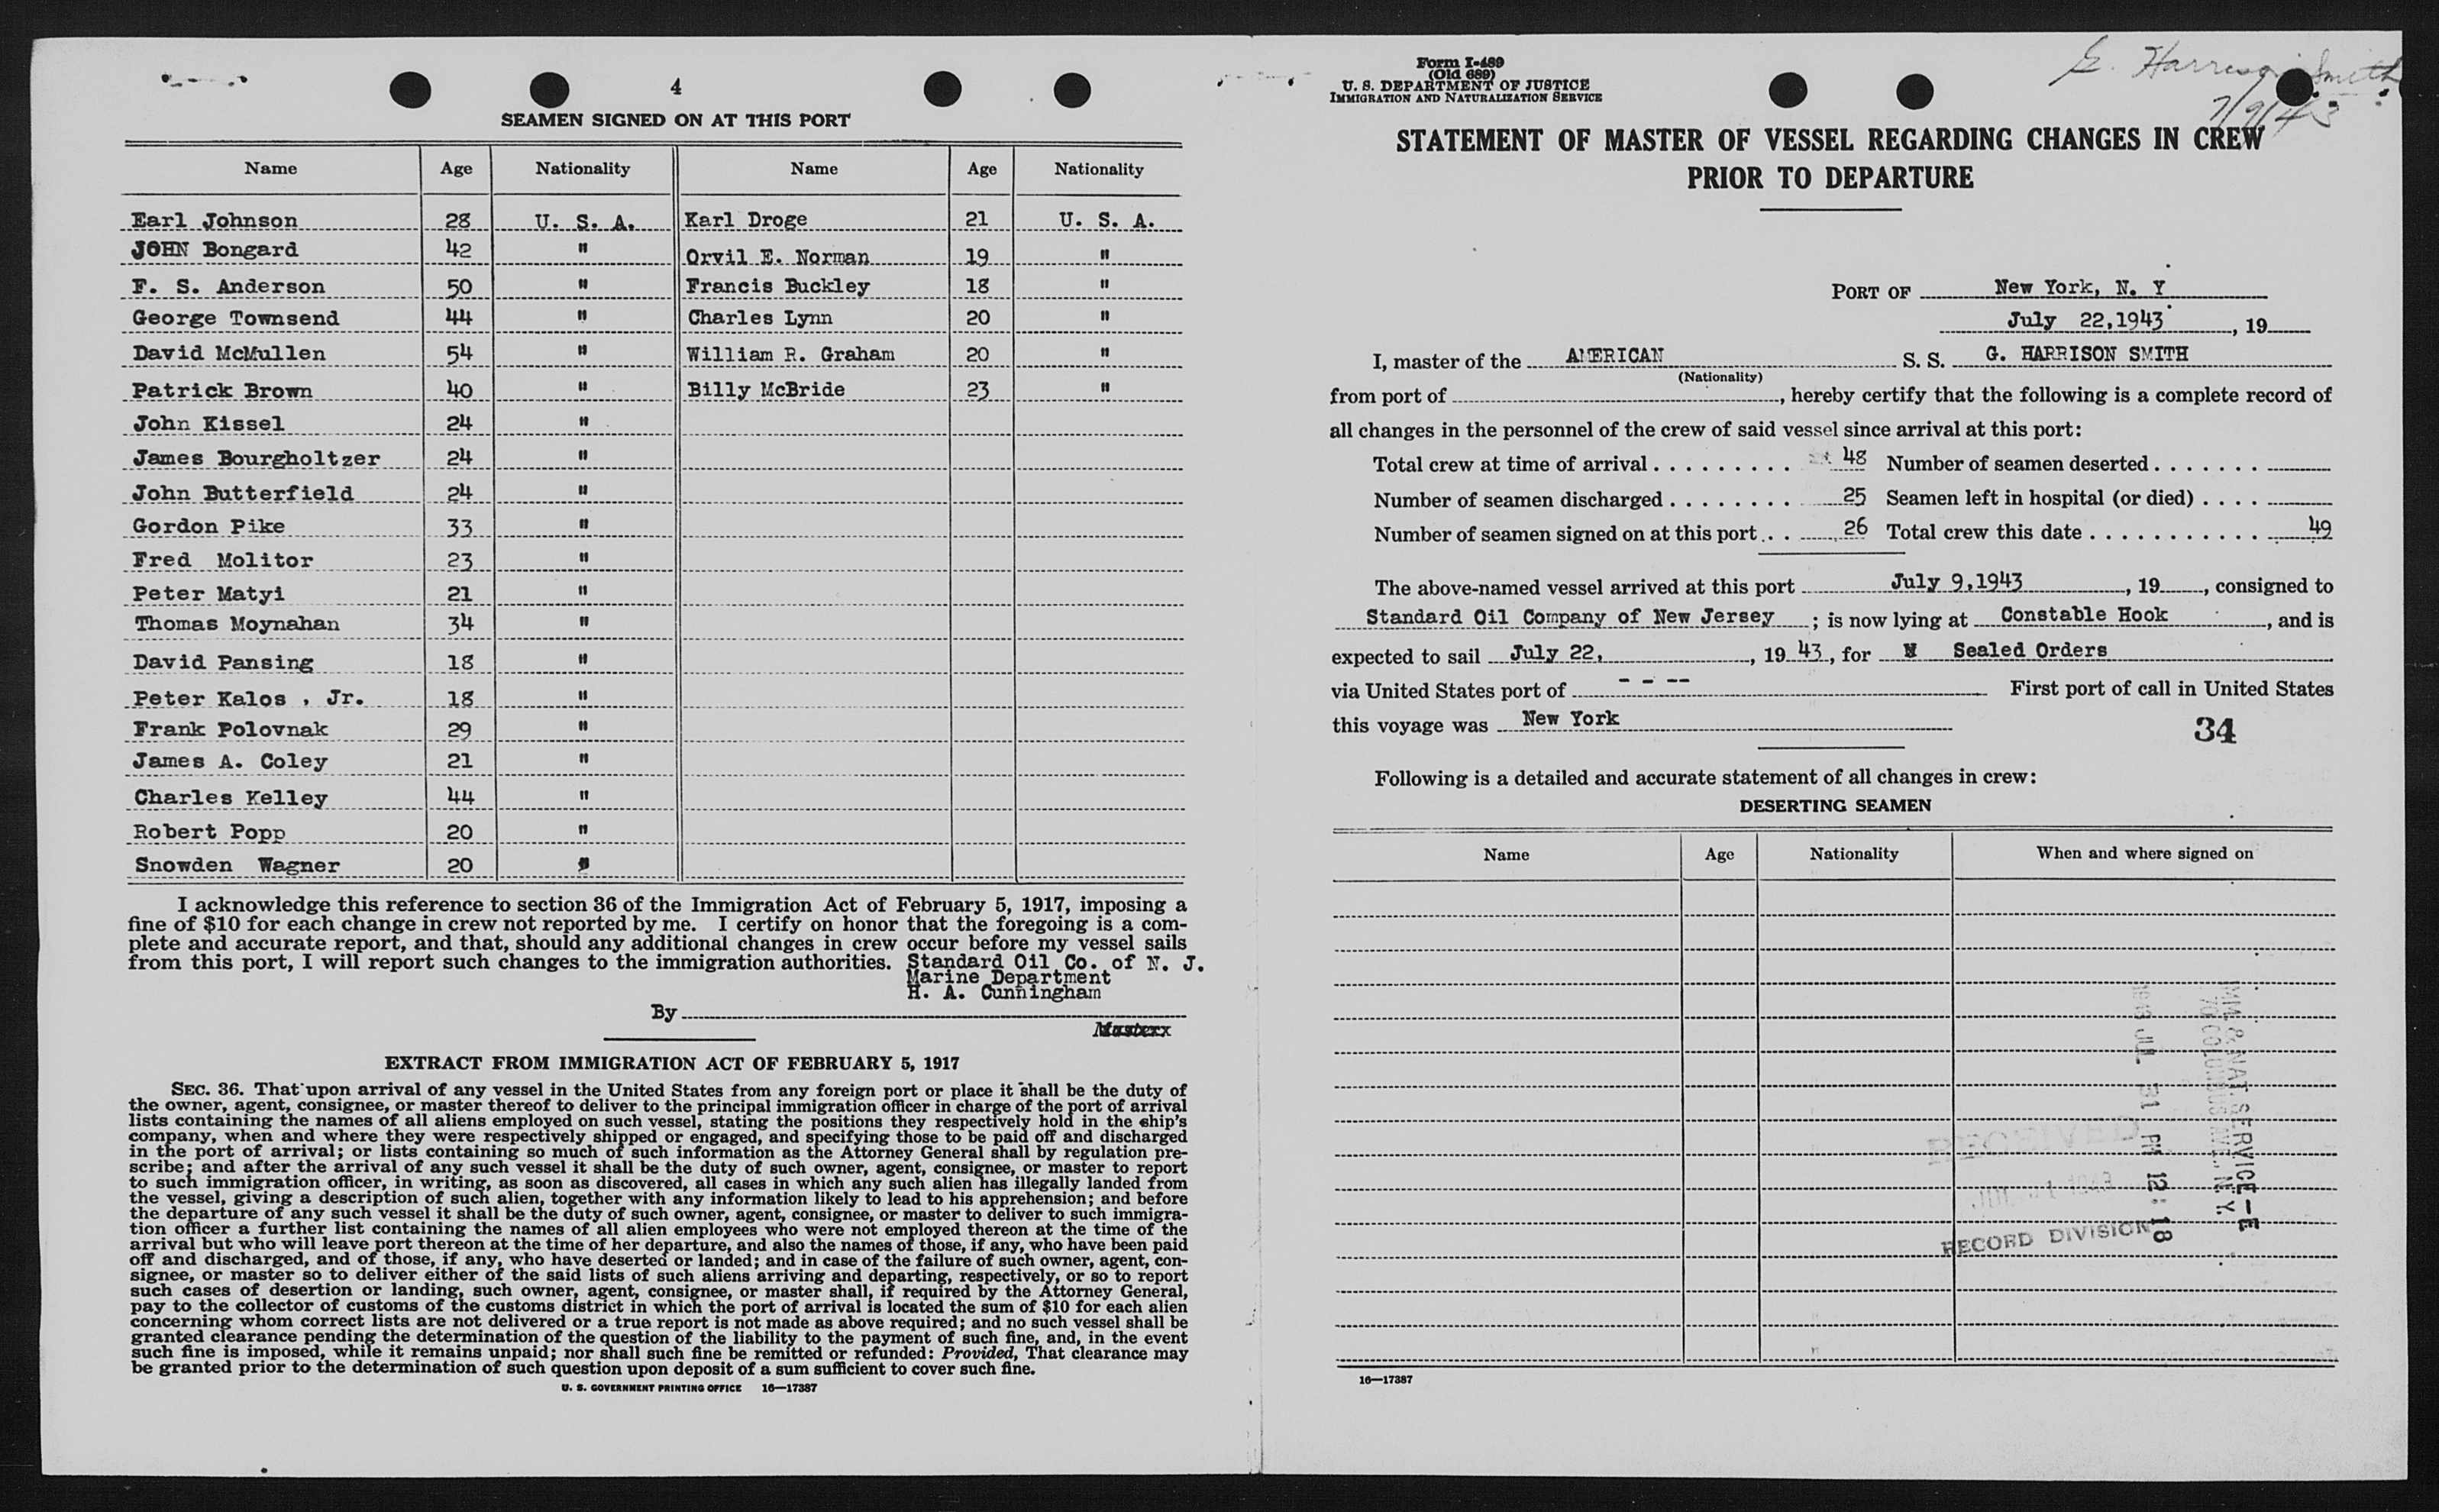 4
SEAMEN SIGNED ON AT THIS PORT
Name Age Nationality Name Age Nationality
Earl Johnson 28 U. S. A. Karl Droge 21 U. S. A.
JOHN Bongard 42 " Orvil E. Norman 19 "
F. S. Anderson 50 " Francis Buckley 18 "
George Townsend 44 " Charles Lynn 20 "
David McMullen 54 " William R. Graham 20 "
Patrick Brown 40 " Billy McBride 23 "
John Kissel 24 "
James Bourgholtzer 24 "
John Butterfield 24 "
Gordon Pike 33 "
Fred Molitor 23 "
Peter Matyi 21 "
Thomas Moynahan 34 "
David Pansing 18 "
Peter Kalos , Jr. 18 "
Frank Polovnak 29 "
James A. Coley 21 "
Charles Kelley 44 "
Robert Popp 20 "
Snowden Wagner 20 "
I acknowledge this reference to section 36 of the Immigration Act of February 5, 1917, imposing a
fine of $10 for each change in crew not reported by me. I certify on honor that the foregoing is a com-
plete and accurate report, and that, should any additional changes in crew occur before my vessel sails
from this port, I will report such changes to the immigration authorities. Standard Oil Co. of N. J.
Marine Department
H. A. Cunningham
By
Master
EXTRACT FROM IMMIGRATION ACT OF FEBRUARY 5, 1917
SEC. 36. That upon arrival of any vessel in the United States from any foreign port or place it shall be the duty of
the owner, agent, consignee, or master thereof to deliver to the principal immigration officer in charge of the port of arrival
lists containing the names of all aliens employed on such vessel, stating the positions they respectively hold in the ship's
company, when and where they were respectively shipped or engaged, and specifying those to be paid off and discharged
in the port of arrival; or lists containing so much of such information as the Attorney General shall by regulation pre-
scribe; and after the arrival of any such vessel it shall be the duty of such owner, agent, consignee, or master to report
to such immigration officer, in writing, as soon as discovered, all cases in which any such alien has illegally landed from
the vessel, giving a description of such alien, together with any information likely to lead to his apprehension; and before
the departure of any such vessel it shall be the duty of such owner, agent, consignee, or master to deliver to such immigra-
tion officer a further list containing the names of all alien employees who were not employed thereon at the time of the
arrival but who will leave port thereon at the time of her departure, and also the names of those, if any, who have been paid
off and discharged, and of those, if any, who have deserted or landed; and in case of the failure of such owner, agent, con-
signee, or master so to deliver either of the said lists of such aliens arriving and departing, respectively, or so to report
such cases of desertion or landing, such owner, agent, consignee, or master shall, if required by the Attorney General,
pay to the collector of customs of the customs district in which the port of arrival is located the sum of $10 for each alien
concerning whom correct lists are not delivered or a true report is not made as above required; and no such vessel shall be
granted clearance pending the determination of the question of the liability to the payment of such fine, and, in the event
such fine is imposed, while it remains unpaid; nor shall such fine be remitted or refunded: Provided, That clearance may
be granted prior to the determination of such question upon deposit of a sum sufficient to cover such fine.
U. S. GOVERNMENT PRINTING OFFICE 16—17387
Form I-489
(Old 689)
U. S. DEPARTMENT OF JUSTICE
IMMIGRATION AND NATURALIZATION SERVICE
G. Harrison Smith
7/9/43
STATEMENT OF MASTER OF VESSEL REGARDING CHANGES IN CREW
PRIOR TO DEPARTURE
PORT OF New York, N. Y
July 22,1943, 19
I, master of the AMERICAN S. S. G. HARRISON SMITH
(Nationality)
from port of , hereby certify that the following is a complete record of
all changes in the personnel of the crew of said vessel since arrival at this port:
Total crew at time of arrival . . . . . . . . . 48 Number of seamen deserted . . . . . . .
Number of seamen discharged . . . . . . . . 25 Seamen left in hospital (or died) . . . .
Number of seamen signed on at this port . . . 26 Total crew this date . . . . . . . . . . . 49
The above-named vessel arrived at this port July 9,1943, 19, consigned to
Standard Oil Company of New Jersey ; is now lying at Constable Hook , and is
expected to sail July 22, , 19 43, for Sealed Orders
via United States port of - - -- First port of call in United States
this voyage was New York
34
Following is a detailed and accurate statement of all changes in crew:
DESERTING SEAMEN
Name Age Nationality When and where signed on
IMM. & NAT. SERVICE-E
70 COLUMBUS AVE., N.Y.
1943 JUL 31 PM 12:18
RECEIVED
RECORD DIVISION
16—17387